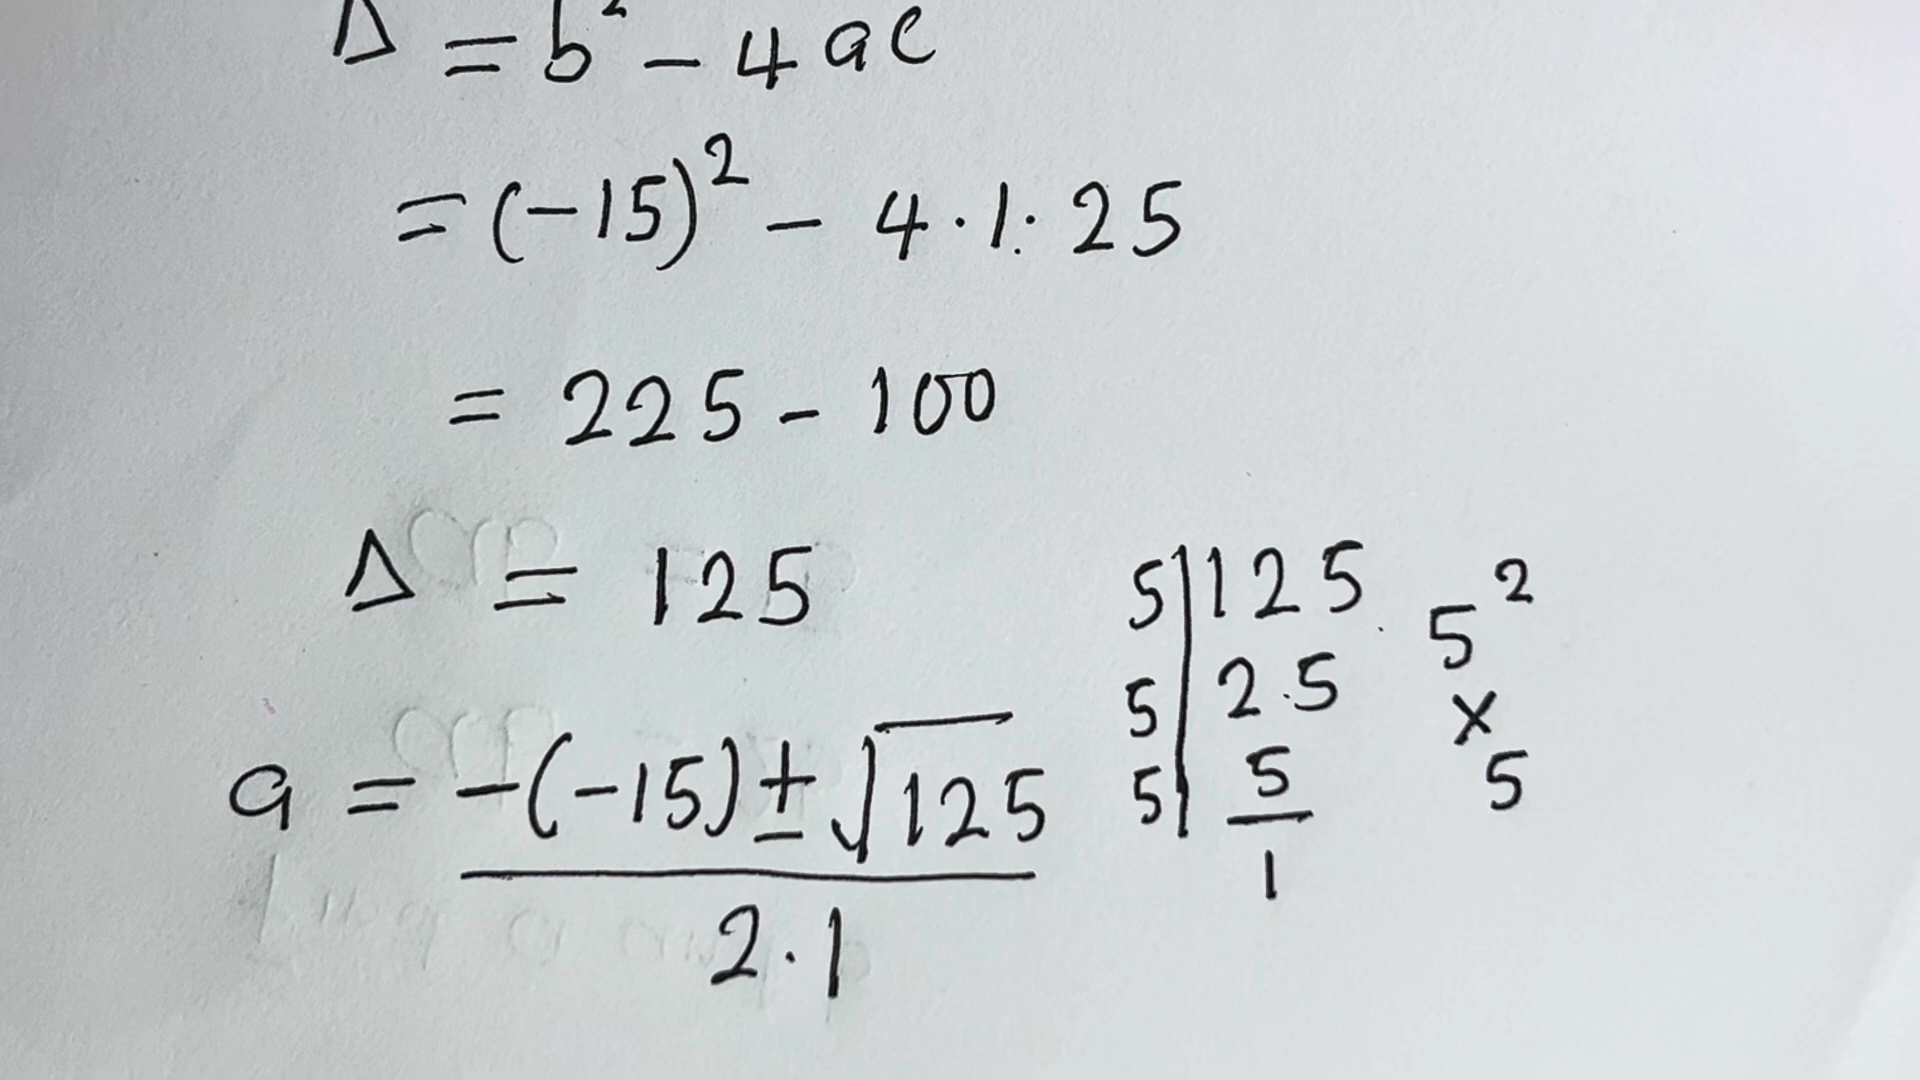 Δ = b² - 4ac
= (-15)² - 4·1·25
= 225 - 100
Δ = 125
a = -(-15) ± √125
2·1
5 | 125
5 | 25
5 | 5
1
5²
×
5